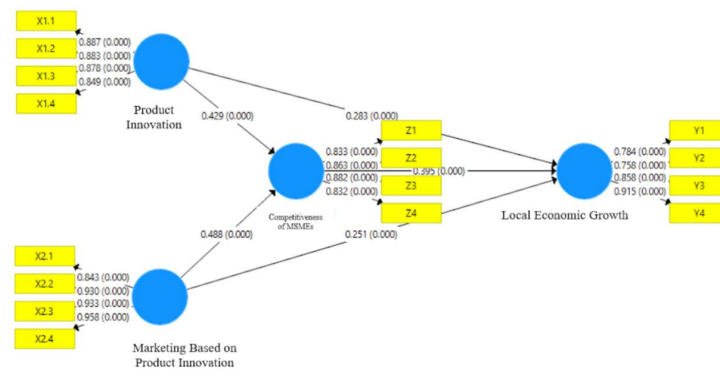 X1.1
X1.2
X1.3
X1.4
0.887 (0.000)
0.883 (0.000)
0.878 (0.000)
0.849 (0.000)
Product
Innovation
0.429 (0.000)
0.283 (0.000)
0.833 (0.000)
0.863 (0.000)
0.882 (0.000)
0.832 (0.000)
Z1
Z2
Z3
Z4
0.395 (0.000)
Competitiveness
of MSMEs
0.784 (0.000)
0.758 (0.000)
0.858 (0.000)
0.915 (0.000)
Y1
Y2
Y3
Y4
Local Economic Growth
0.488 (0.000)
0.251 (0.000)
X2.1
X2.2
X2.3
X2.4
0.843 (0.000)
0.930 (0.000)
0.933 (0.000)
0.958 (0.000)
Marketing Based on
Product Innovation